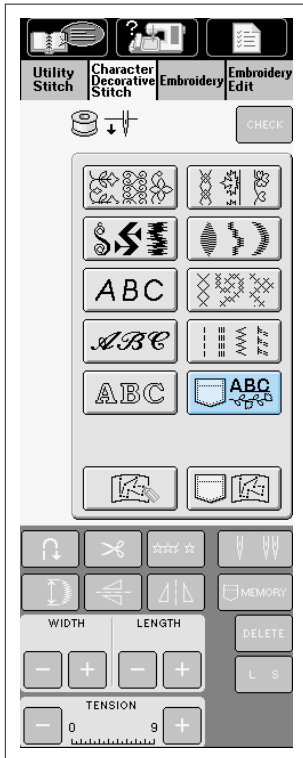 Utility
Stitch
Character
Decorative
Stitch
Embroidery
Embroidery
Edit
CHECK
ABC
ABC
ABC
ABC
MEMORY
WIDTH
LENGTH
DELETE
L S
TENSION
0 9